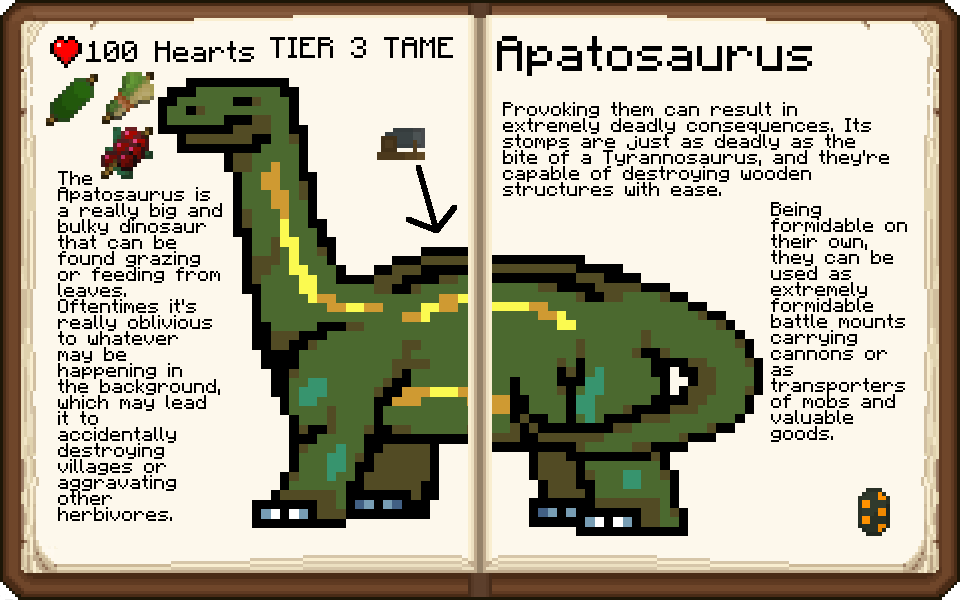 100 Hearts
TIER 3 TAME
The
Apatosaurus is
a really big and
bulky dinosaur
that can be
found grazing
or feeding from
leaves.
Oftentimes it's
really oblivious
to whatever
may be
happening in
the background,
which may lead
it to
accidentally
destroying
villages or
aggravating
other
herbivores.
Apatosaurus
Provoking them can result in
extremely deadly consequences. Its
stomps are just as deadly as the
bite of a Tyrannosaurus, and they're
capable of destroying wooden
structures with ease.
Being
formidable on
their own,
they can be
used as
extremely
formidable
battle mounts
carrying
cannons or
as
transporters
of mobs and
valuable
goods.